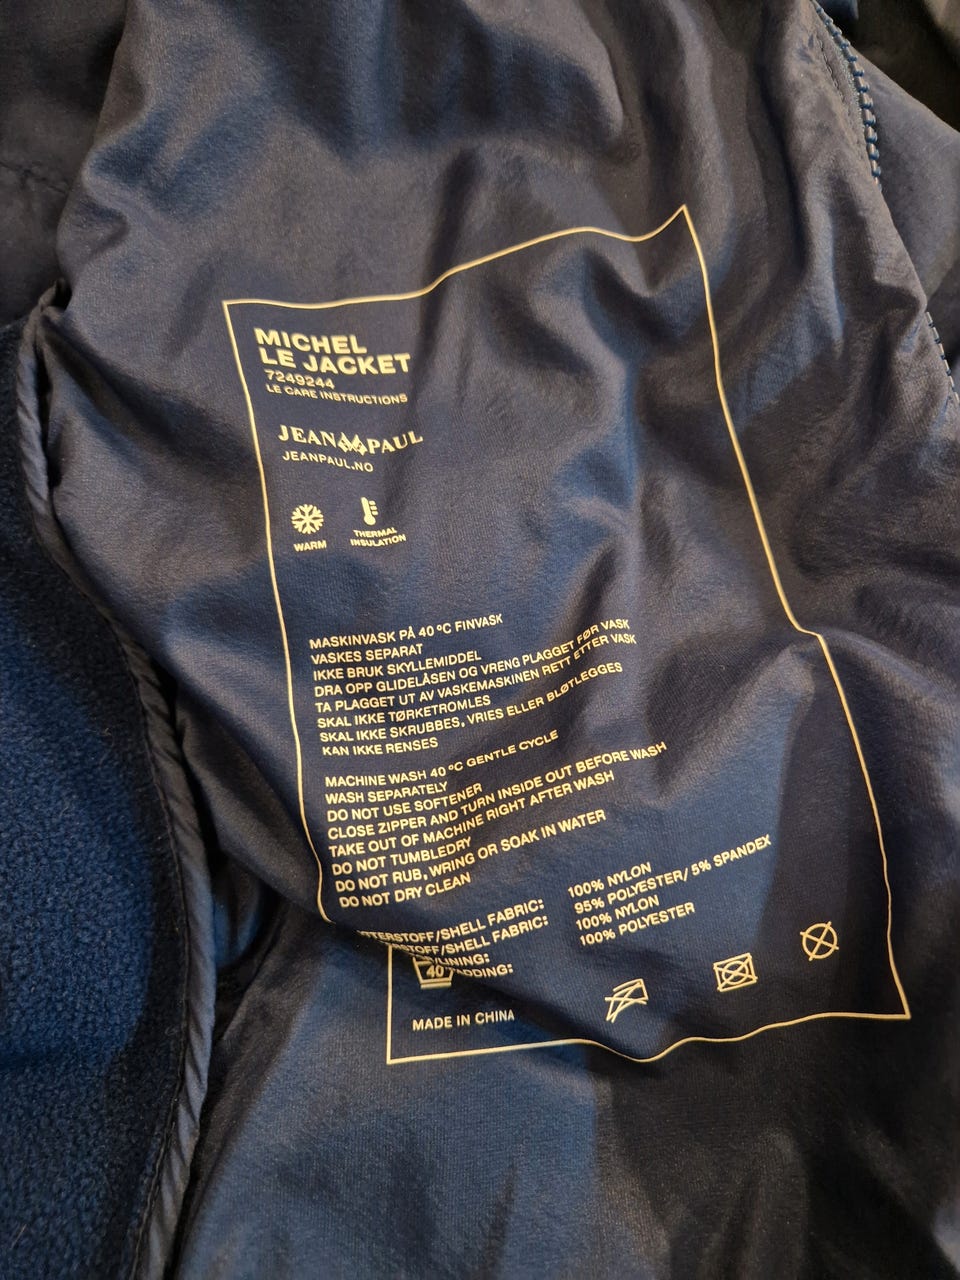 MICHEL
LE JACKET
7249244
LE CARE INSTRUCTIONS
JEAN PAUL
JEANPAUL.NO
WARM
THERMAL
INSULATION
MASKINVASK PÅ 40 ºC FINVASK
VASKES SEPARAT
IKKE BRUK SKYLLEMIDDEL
DRA OPP GLIDELÅSEN OG VRENG PLAGGET FØR VASK
TA PLAGGET UT AV VASKEMASKINEN RETT ETTER VASK
SKAL IKKE TØRKETROMLES
SKAL IKKE SKRUBBES, VRIES ELLER BLØTLEGGES
KAN IKKE RENSES
MACHINE WASH 40 ºC GENTLE CYCLE
WASH SEPARATELY
DO NOT USE SOFTENER
CLOSE ZIPPER AND TURN INSIDE OUT BEFORE WASH
TAKE OUT OF MACHINE RIGHT AFTER WASH
DO NOT TUMBLEDRY
DO NOT RUB, WRING OR SOAK IN WATER
DO NOT DRY CLEAN
/SHELL FABRIC: 100% NYLON
/SHELL FABRIC: 95% POLYESTER/ 5% SPANDEX
/LINING: 100% NYLON
100% POLYESTER
40
MADE IN CHINA